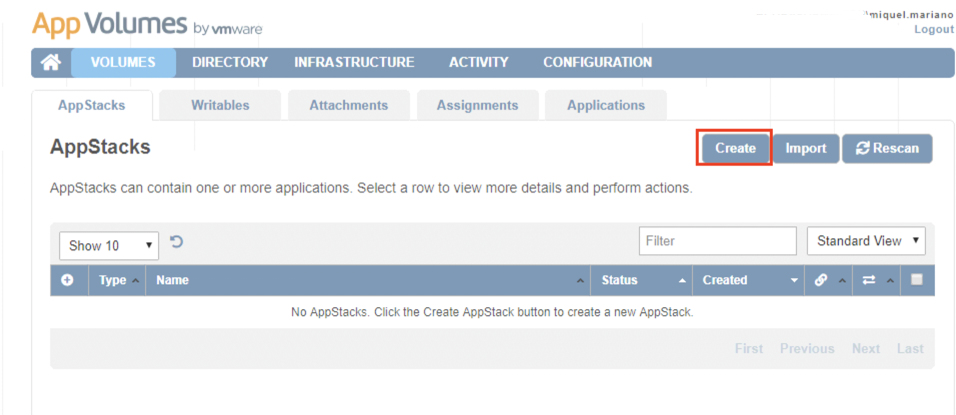 App Volumes by vmware
\miquel.mariano
Logout
VOLUMES DIRECTORY INFRASTRUCTURE ACTIVITY CONFIGURATION
AppStacks Writables Attachments Assignments Applications
AppStacks
Create Import Rescan
AppStacks can contain one or more applications. Select a row to view more details and perform actions.
Show 10 Filter Standard View
Type Name Status Created
No AppStacks. Click the Create AppStack button to create a new AppStack.
First Previous Next Last